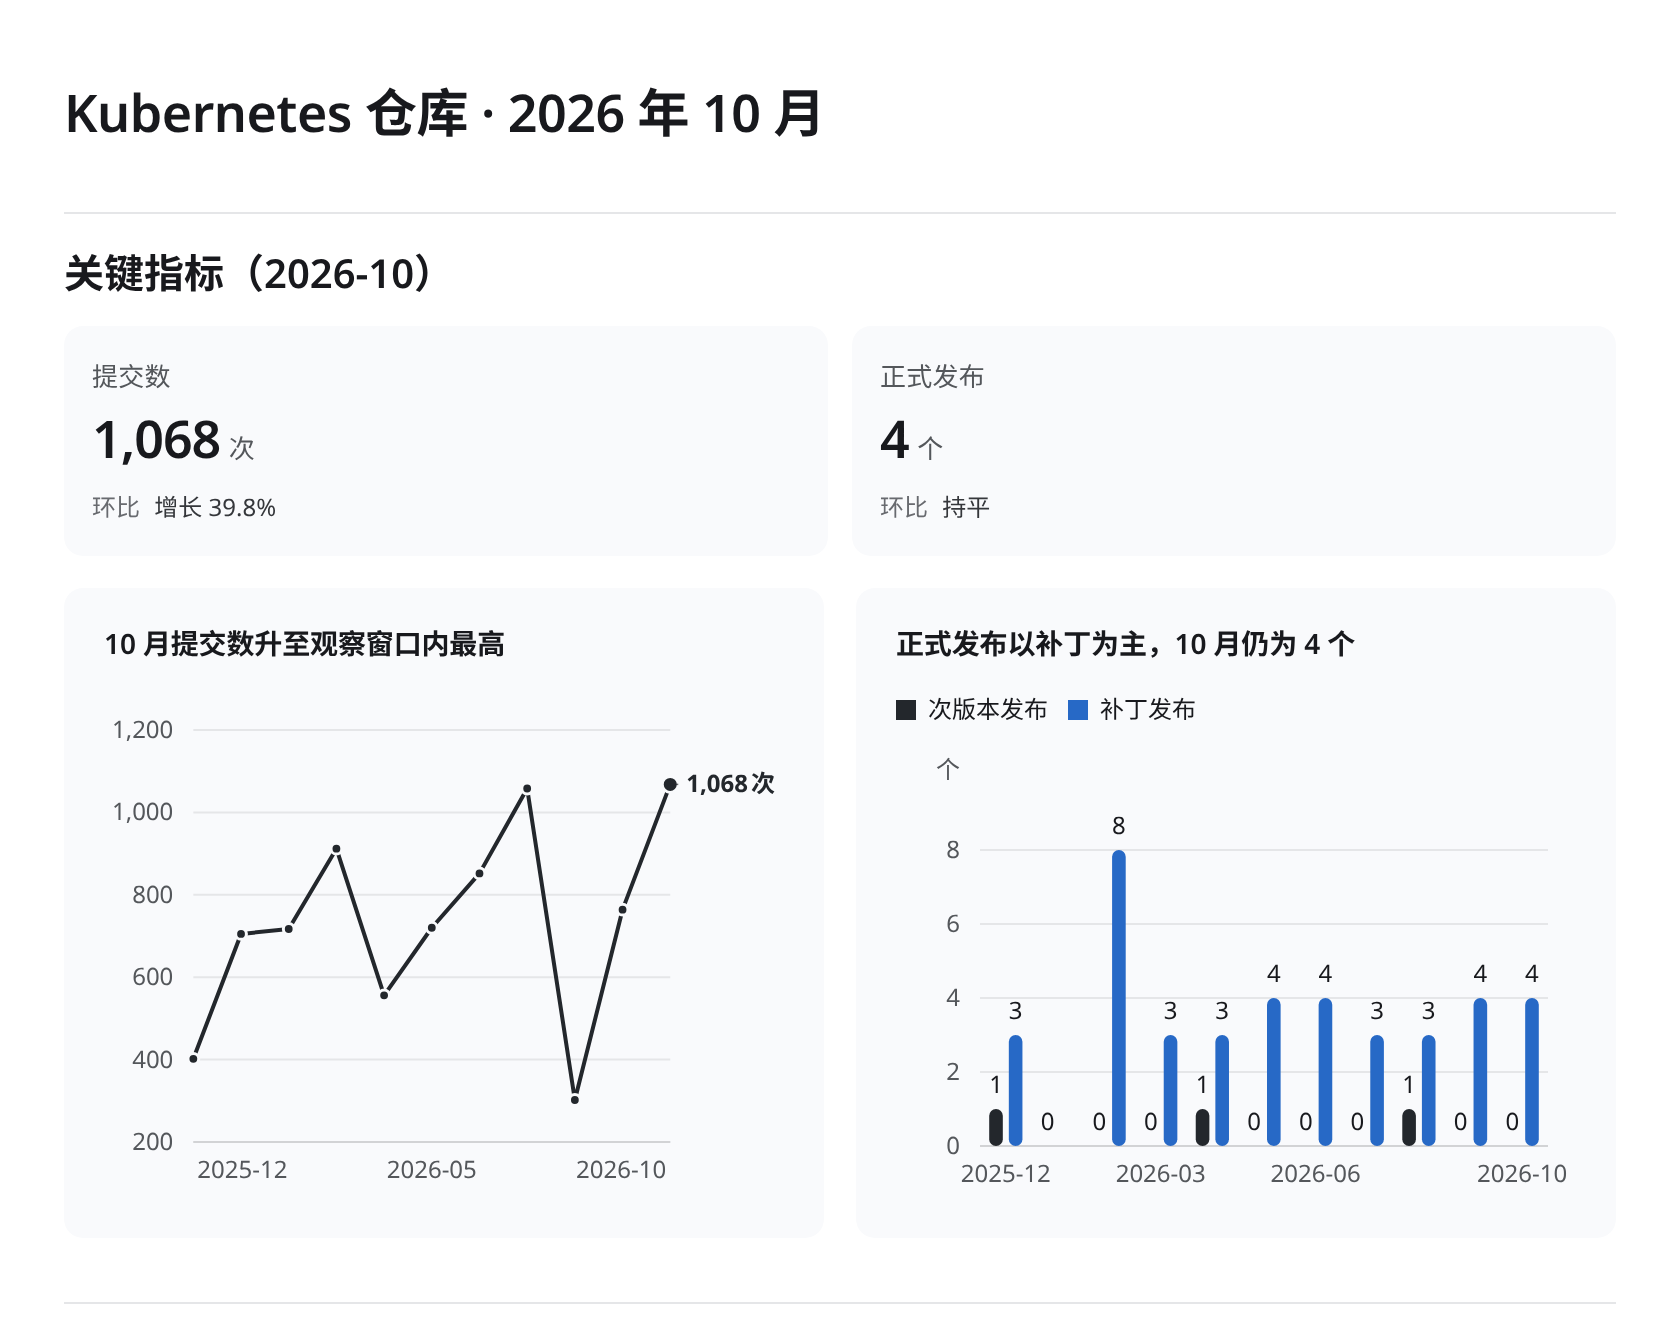 Kubernetes 仓库 · 2026 年 10 月
关键指标（2026-10）
提交数
1,068 次
环比 增长 39.8%
正式发布
4 个
环比 持平
10 月提交数升至观察窗口内最高
1,200
1,000
800
600
400
200
1,068 次
2025-12 2026-05 2026-10
正式发布以补丁为主，10 月仍为 4 个
次版本发布 补丁发布
个
8
6
4
2
0
1 3 0 0 8 0 3 1 3 0 4 0 4 0 3 1 3 0 4 0 4
2025-12 2026-03 2026-06 2026-10